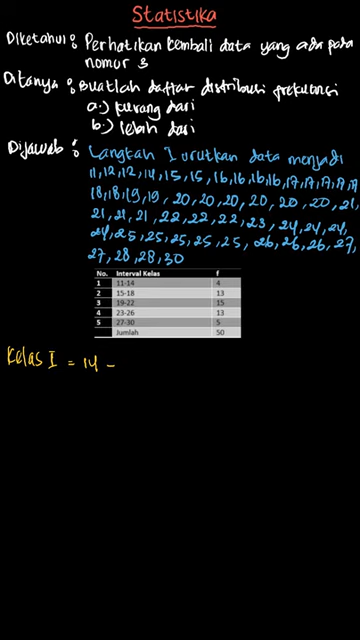 Statistika
Diketahui : Perhatikan kembali data yang ada pada
nomor 3
Ditanya : Buatlah daftar distribusi frekuensi
a.) kurang dari
b.) lebih dari
Dijawab : Langkah I urutkan data menjadi
11, 12, 12, 14, 15, 15, 16, 16, 16, 16, 17, 17, 17, 17, 17
18, 18, 19, 19, 20, 20, 20, 20, 20, 20, 21,
21, 21, 21, 22, 22, 22, 23, 24, 24, 24,
24, 25, 25, 25, 25, 25, 26, 26, 26, 27,
27, 28, 28, 30
No. Interval Kelas f
1 11-14 4
2 15-18 13
3 19-22 15
4 23-26 13
5 27-30 5
Jumlah 50
Kelas I = 14 -